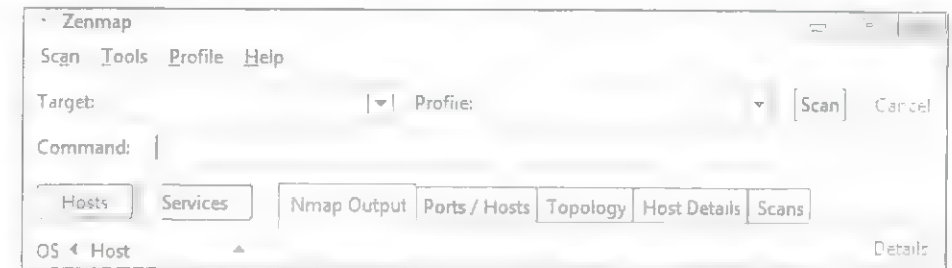 Zenmap
Scan Tools Profile Help
Target: Profile: Scan Cancel
Command:
Hosts Services Nmap Output Ports / Hosts Topology Host Details Scans
OS Host Details